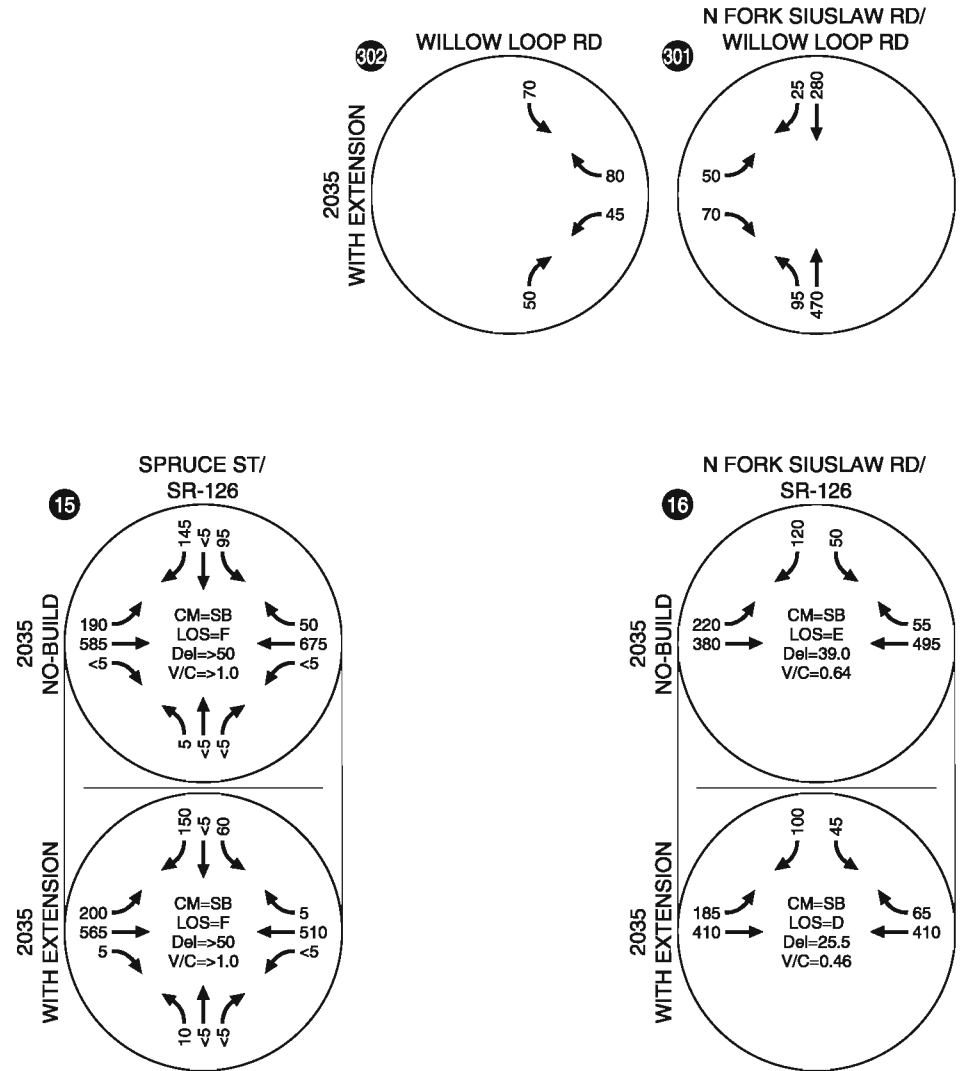 302
WILLOW LOOP RD
2035
WITH EXTENSION
70
80
45
50
301
N FORK SIUSLAW RD/
WILLOW LOOP RD
25
280
50
70
95
470
15
SPRUCE ST/
SR-126
2035
NO-BUILD
145
<5
95
190
585
<5
CM=SB
LOS=F
Del=>50
V/C=>1.0
50
675
<5
5
<5
<5
2035
WITH EXTENSION
150
<5
60
200
565
5
CM=SB
LOS=F
Del=>50
V/C=>1.0
5
510
<5
10
<5
<5
16
N FORK SIUSLAW RD/
SR-126
2035
NO-BUILD
120
50
220
380
CM=SB
LOS=E
Del=39.0
V/C=0.64
55
495
2035
WITH EXTENSION
100
45
185
410
CM=SB
LOS=D
Del=25.5
V/C=0.46
65
410